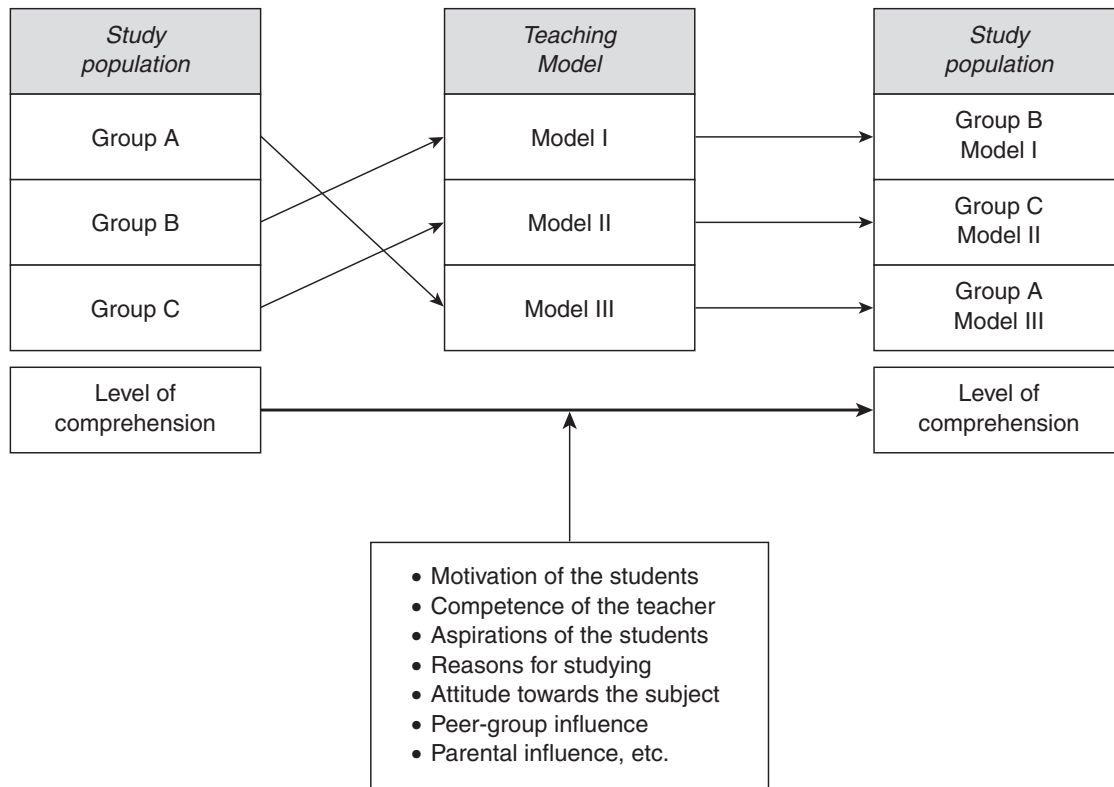 Study
population
Group A
Group B
Group C
Teaching
Model
Model I
Model II
Model III
Study
population
Group B
Model I
Group C
Model II
Group A
Model III
Level of
comprehension
Level of
comprehension
• Motivation of the students
• Competence of the teacher
• Aspirations of the students
• Reasons for studying
• Attitude towards the subject
• Peer-group influence
• Parental influence, etc.